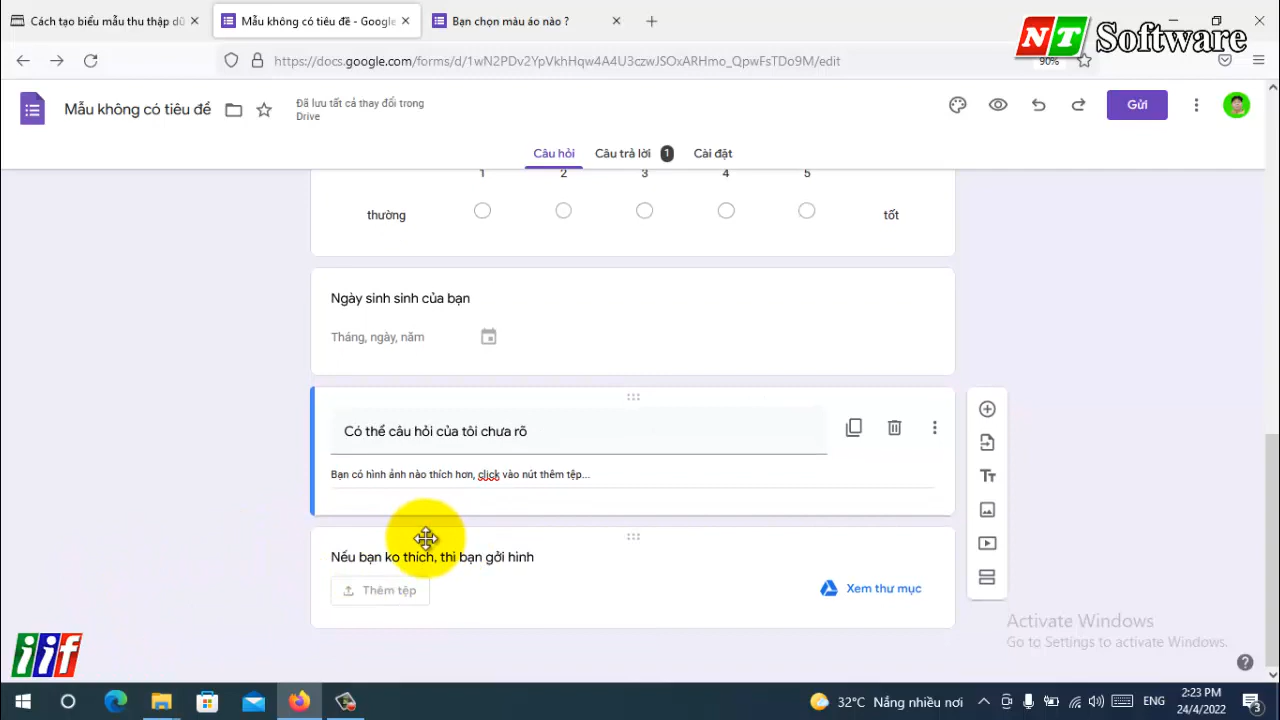 Cách tạo biểu mẫu thu thập dữ
Mẫu không có tiêu đề - Google
Bạn chọn màu áo nào ?
NT Software
https://docs.google.com/forms/d/1wN2PDv2YpVkhHqw4A4U3czwJSOxARHmo_QpwFsTDo9M/edit
90%
Mẫu không có tiêu đề
Đã lưu tất cả thay đổi trong
Drive
Gửi
Câu hỏi
Câu trả lời 1
Cài đặt
1 2 3 4 5
thường
tốt
Ngày sinh sinh của bạn
Tháng, ngày, năm
Có thể câu hỏi của tôi chưa rõ
Bạn có hình ảnh nào thích hơn, click vào nút thêm tệp...
Nếu bạn ko thích, thì bạn gởi hình
Thêm tệp
Xem thư mục
Activate Windows
Go to Settings to activate Windows.
iif
32°C Nắng nhiều nơi
ENG
2:23 PM
24/4/2022
3